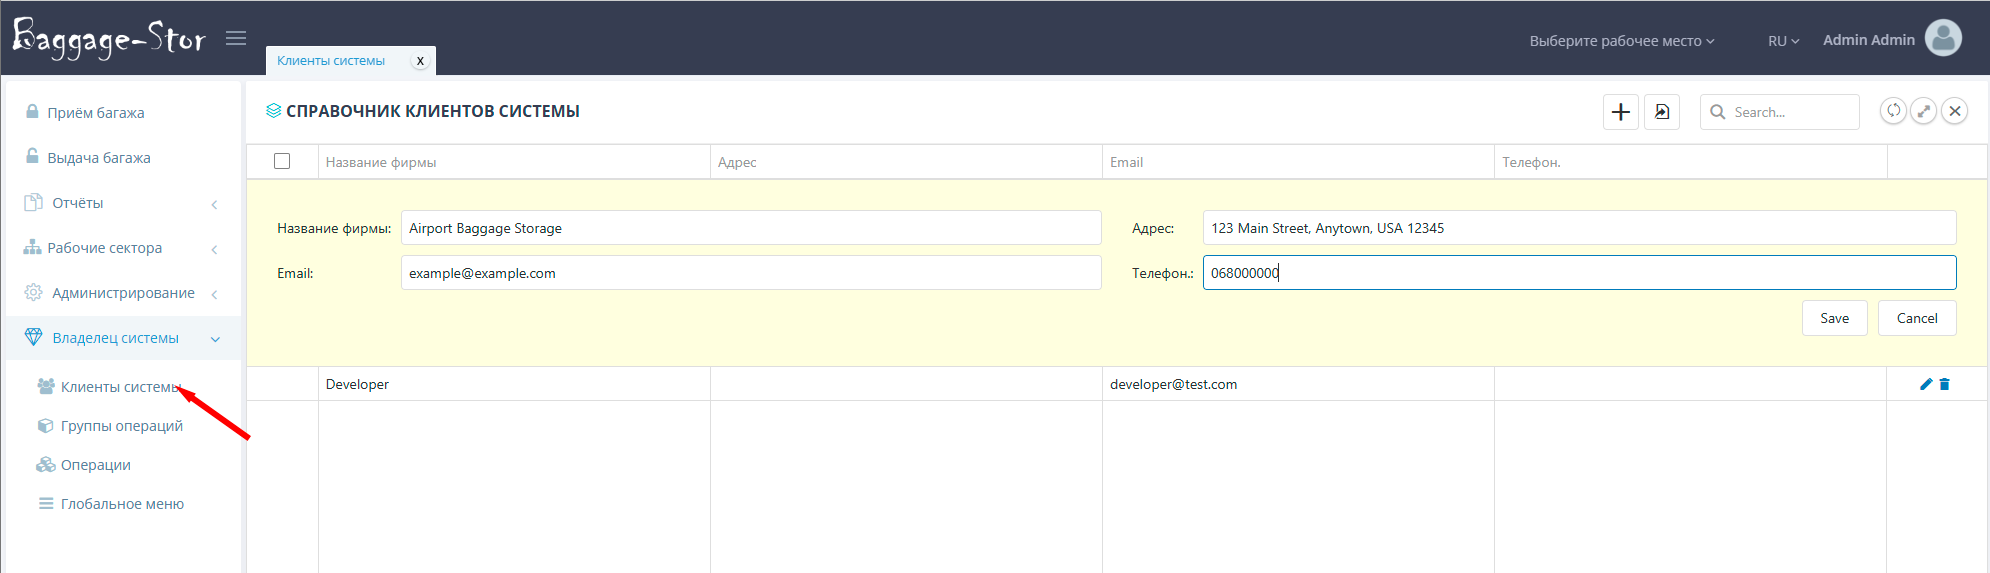 Baggage-Stor
Клиенты системы x
Выберите рабочее место RU Admin Admin
Приём багажа
Выдача багажа
Отчёты
Рабочие сектора
Администрирование
Владелец системы
Клиенты системы
Группы операций
Операции
Глобальное меню
СПРАВОЧНИК КЛИЕНТОВ СИСТЕМЫ
Search...
Название фирмы Адрес Email Телефон.
Название фирмы: Airport Baggage Storage Адрес: 123 Main Street, Anytown, USA 12345
Email: example@example.com Телефон.: 068000000
Save Cancel
Developer developer@test.com